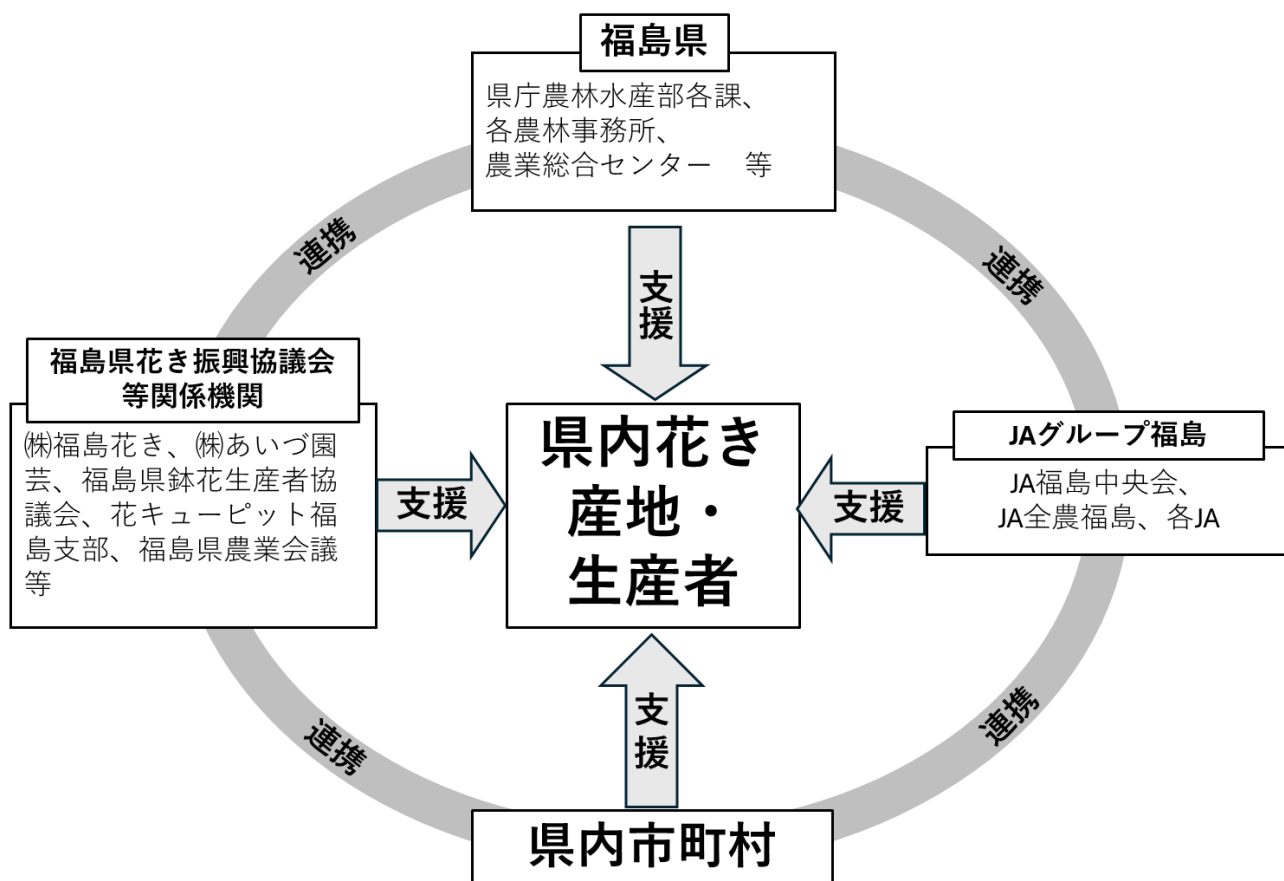 福島県
県庁農林水産部各課、
各農林事務所、
農業総合センター　等
連携
連携
支援
福島県花き振興協議会
等関係機関
㈱福島花き、㈱あいづ園
芸、福島県鉢花生産者協
議会、花キューピット福
島支部、福島県農業会議
等
支援
県内花き
産地・
生産者
支援
JAグループ福島
JA福島中央会、
JA全農福島、各JA
支援
連携
連携
県内市町村